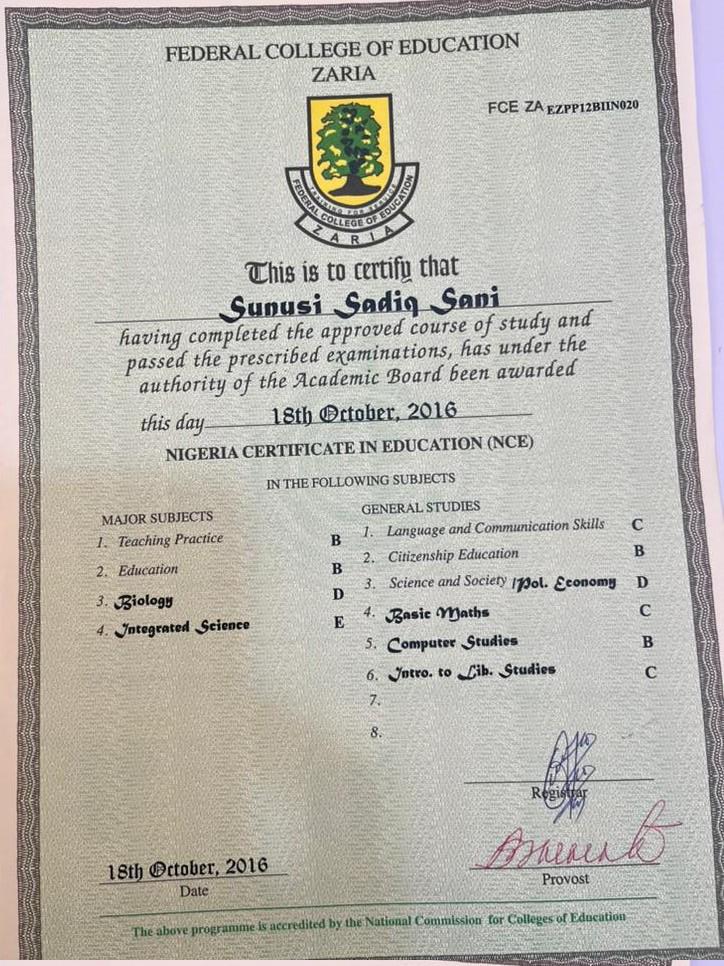 FEDERAL COLLEGE OF EDUCATION
ZARIA
FCE ZA EZPP12BIIN020
TRAINING FOR SERVICE
FEDERAL COLLEGE OF EDUCATION
ZARIA
This is to certify that
Sunusi Sadiq Sani
having completed the approved course of study and
passed the prescribed examinations, has under the
authority of the Academic Board been awarded
this day 18th October, 2016
NIGERIA CERTIFICATE IN EDUCATION (NCE)
IN THE FOLLOWING SUBJECTS
MAJOR SUBJECTS
1. Teaching Practice B
2. Education B
3. Biology D
4. Integrated Science E
GENERAL STUDIES
1. Language and Communication Skills C
2. Citizenship Education B
3. Science and Society /Pol. Economy D
4. Basic Maths C
5. Computer Studies B
6. Intro. to Lib. Studies C
7.
8.
Registrar
18th October, 2016
Date
Provost
The above programme is accredited by the National Commission for Colleges of Education